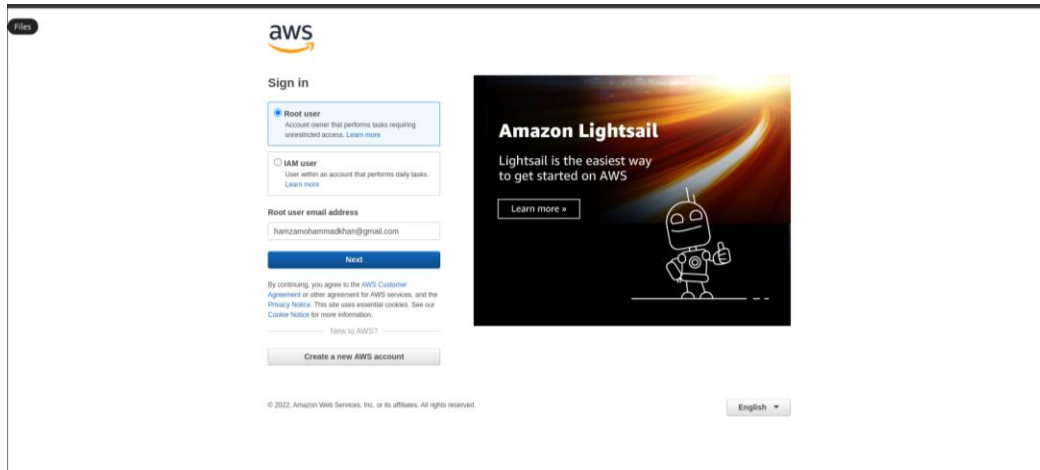 Files
aws
Sign in
Root user
Account owner that performs tasks requiring
unrestricted access. Learn more
IAM user
User within an account that performs daily tasks.
Learn more
Root user email address
hamzamohammadkhan@gmail.com
Next
By continuing, you agree to the AWS Customer
Agreement or other agreement for AWS services, and the
Privacy Notice. This site uses essential cookies. See our
Cookie Notice for more information.
New to AWS?
Create a new AWS account
Amazon Lightsail
Lightsail is the easiest way
to get started on AWS
Learn more »
© 2022, Amazon Web Services, Inc. or its affiliates. All rights reserved.
English